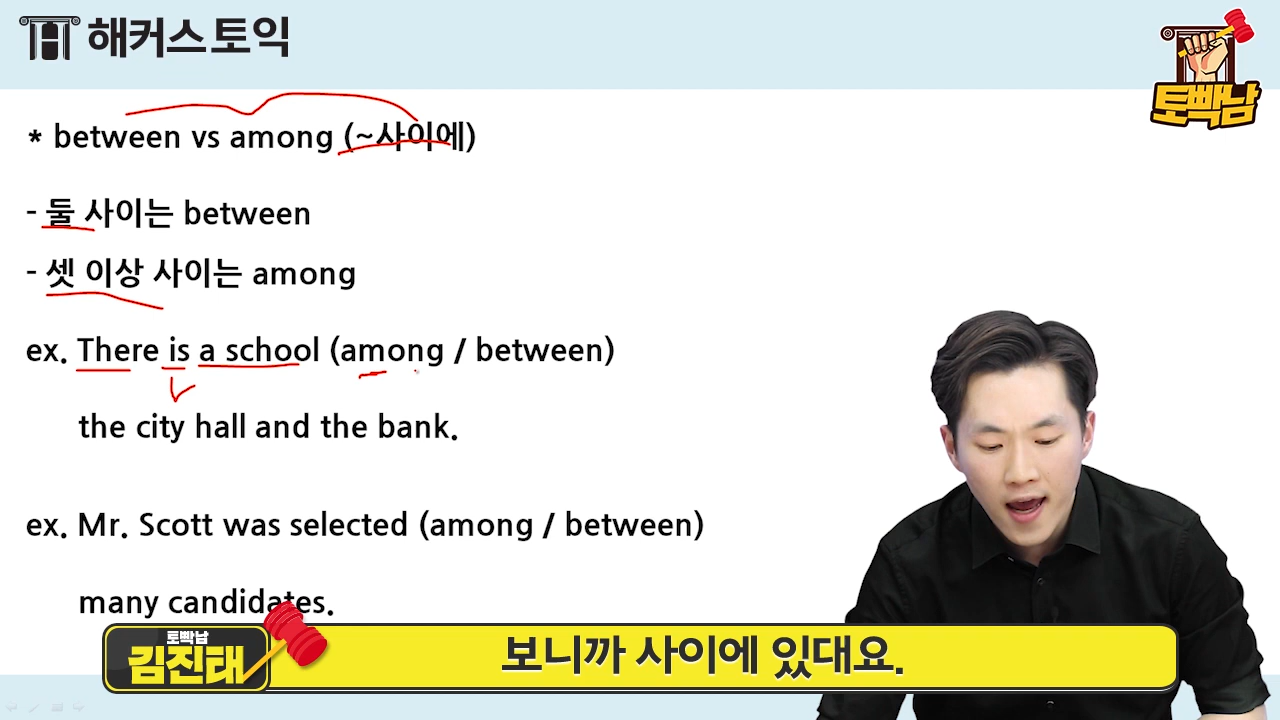 해커스토익
토빡남
* between vs among (~사이에)
- 둘 사이는 between
- 셋 이상 사이는 among
ex. There is a school (among / between)
the city hall and the bank.
ex. Mr. Scott was selected (among / between)
many candidates.
토빡남
김진태
보니까 사이에 있대요.